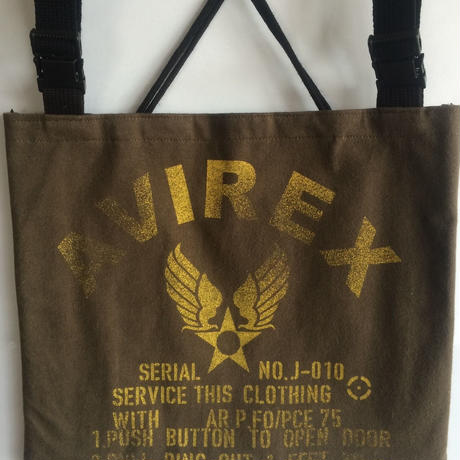 AVIREX
SERIAL NO.J-010
SERVICE THIS CLOTHING
WITH AR.P.FO/PCE 75
1.PUSH BUTTON TO OPEN DOOR